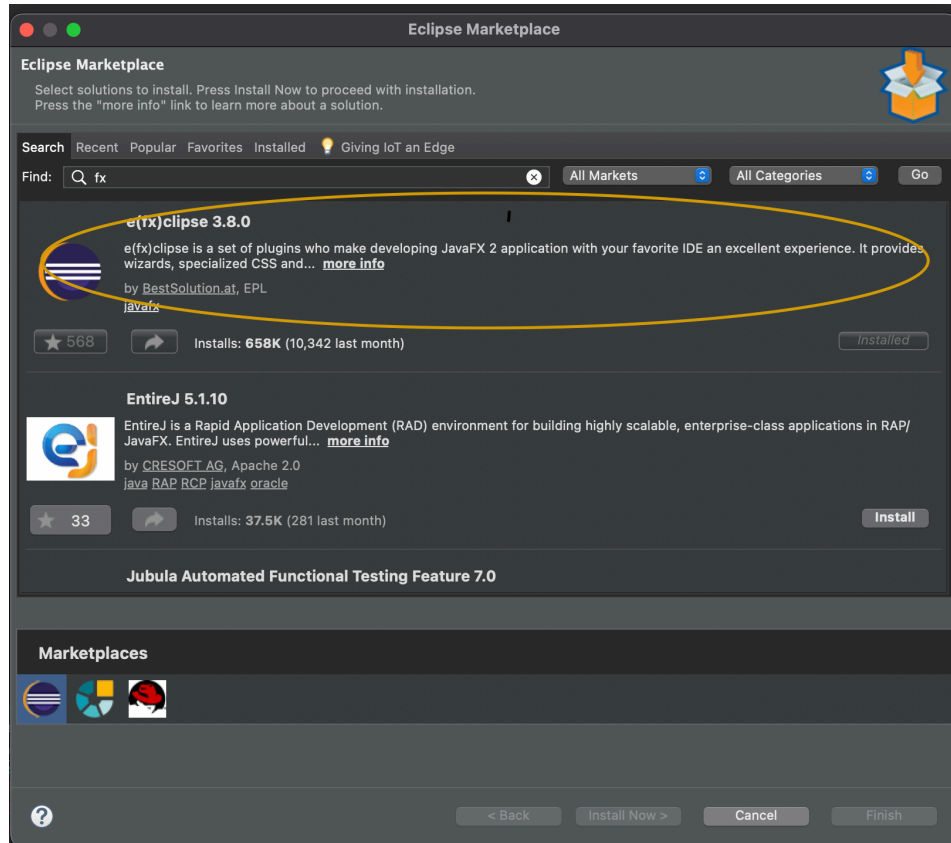 Eclipse Marketplace
Eclipse Marketplace
Select solutions to install. Press Install Now to proceed with installation.
Press the "more info" link to learn more about a solution.
Search Recent Popular Favorites Installed Giving IoT an Edge
Find: fx All Markets All Categories Go
e(fx)clipse 3.8.0
e(fx)clipse is a set of plugins who make developing JavaFX 2 application with your favorite IDE an excellent experience. It provides
wizards, specialized CSS and... more info
by BestSolution.at, EPL
javafx
568 Installs: 658K (10,342 last month) Installed
EntireJ 5.1.10
EntireJ is a Rapid Application Development (RAD) environment for building highly scalable, enterprise-class applications in RAP/
JavaFX. EntireJ uses powerful... more info
by CRESOFT AG, Apache 2.0
java RAP RCP javafx oracle
33 Installs: 37.5K (281 last month) Install
Jubula Automated Functional Testing Feature 7.0
Marketplaces
< Back Install Now > Cancel Finish